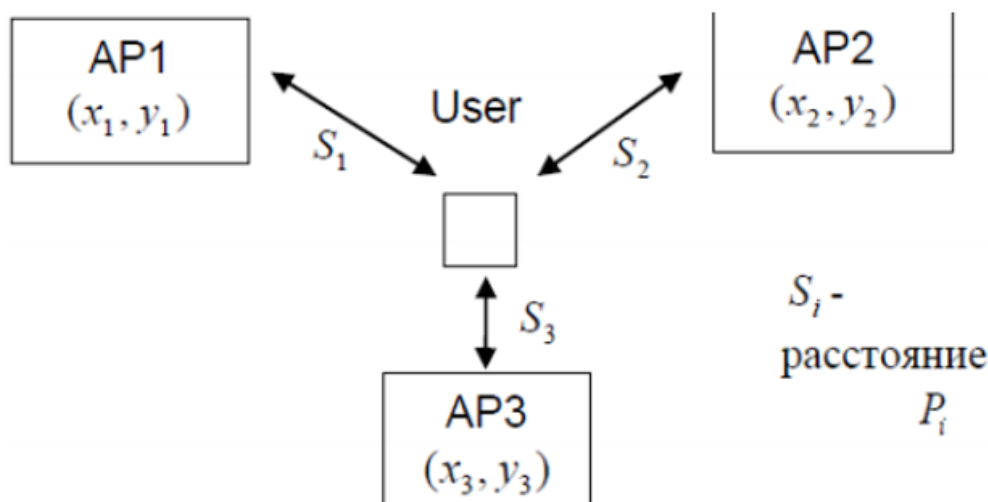 AP1
(x₁, y₁)
AP2
(x₂, y₂)
User
S₁
S₂
S₃
Sᵢ -
расстояние
Pᵢ
AP3
(x₃, y₃)